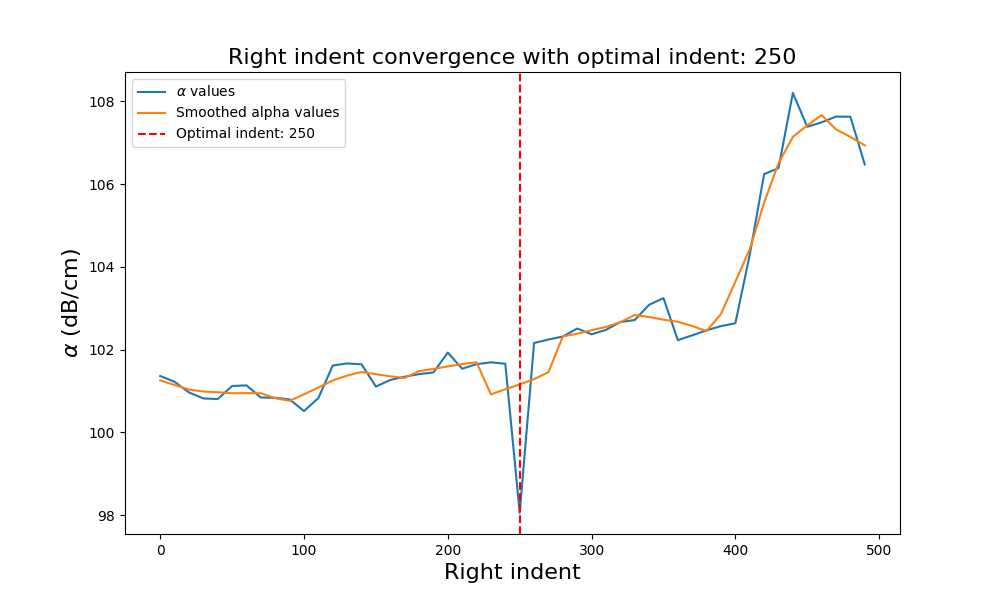 Right indent convergence with optimal indent: 250
α values
Smoothed alpha values
Optimal indent: 250
α (dB/cm)
108
106
104
102
100
98
0 100 200 300 400 500
Right indent